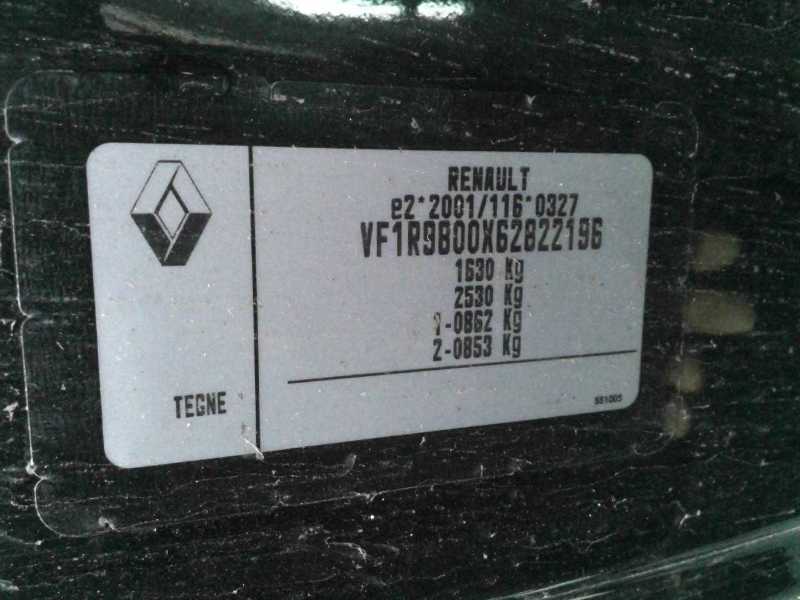 RENAULT
e2*2001/116*0327
VF1R9800X62822196
1630 Kg
2530 Kg
1-0862 Kg
2-0853 Kg
TEGNE
551005